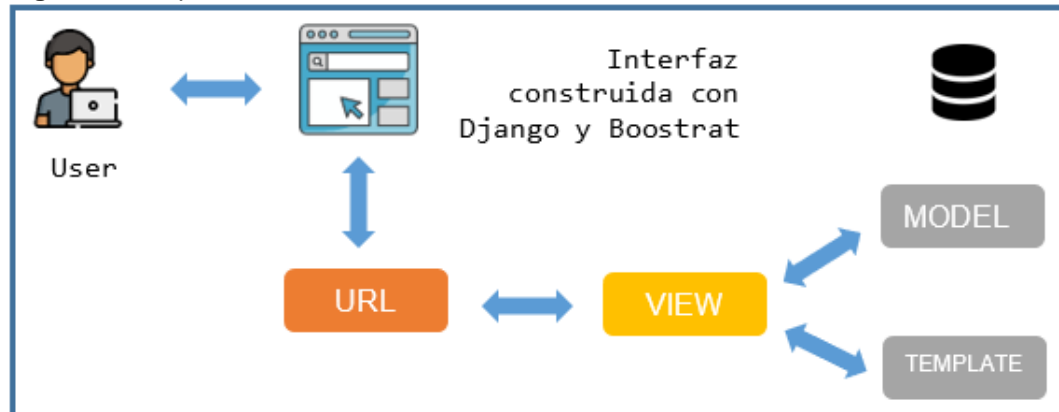 User
Interfaz
construida con
Django y Boostrat
MODEL
URL
VIEW
TEMPLATE